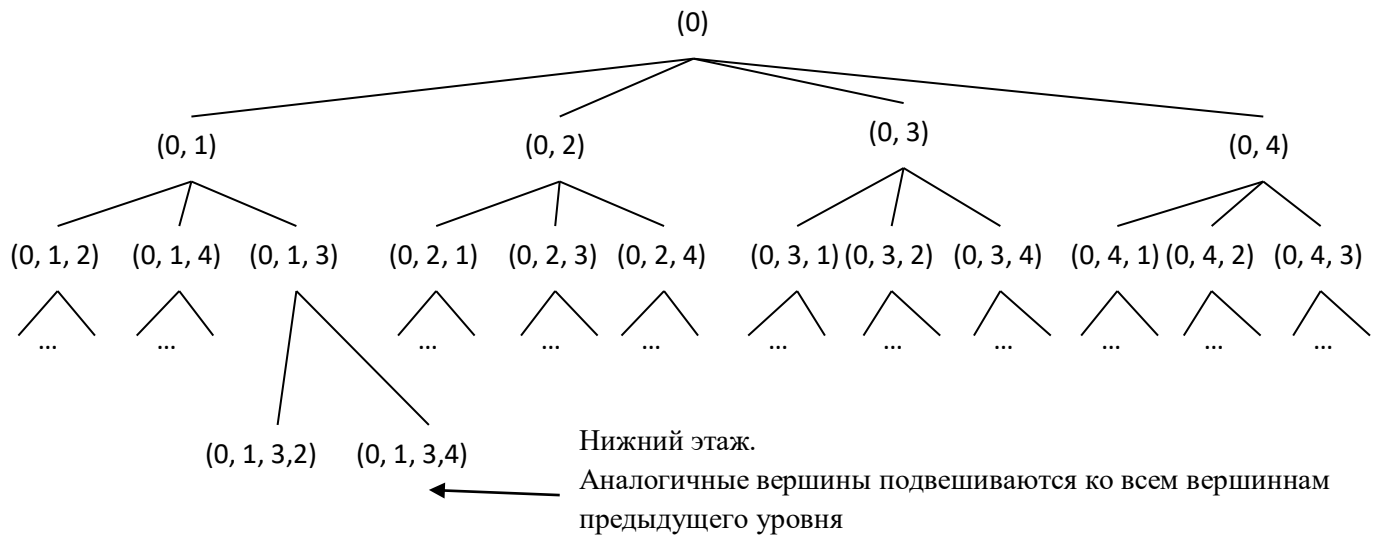 (0)
(0, 1) (0, 2) (0, 3) (0, 4)
(0, 1, 2) (0, 1, 4) (0, 1, 3) (0, 2, 1) (0, 2, 3) (0, 2, 4) (0, 3, 1) (0, 3, 2) (0, 3, 4) (0, 4, 1) (0, 4, 2) (0, 4, 3)
... ... ... ... ... ... ... ... ... ... ...
(0, 1, 3,2) (0, 1, 3,4)
Нижний этаж.
Аналогичные вершины подвешиваются ко всем вершиннам
предыдущего уровня